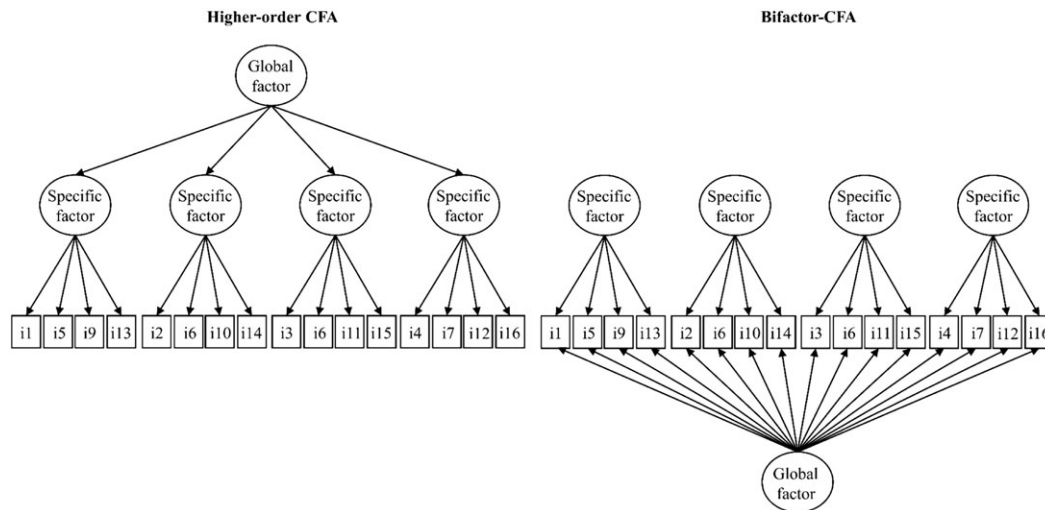 Higher-order CFA
Global
factor
Specific
factor
Specific
factor
Specific
factor
Specific
factor
i1 i5 i9 i13 i2 i6 i10 i14 i3 i6 i11 i15 i4 i7 i12 i16
Bifactor-CFA
Specific
factor
Specific
factor
Specific
factor
Specific
factor
i1 i5 i9 i13 i2 i6 i10 i14 i3 i6 i11 i15 i4 i7 i12 i16
Global
factor